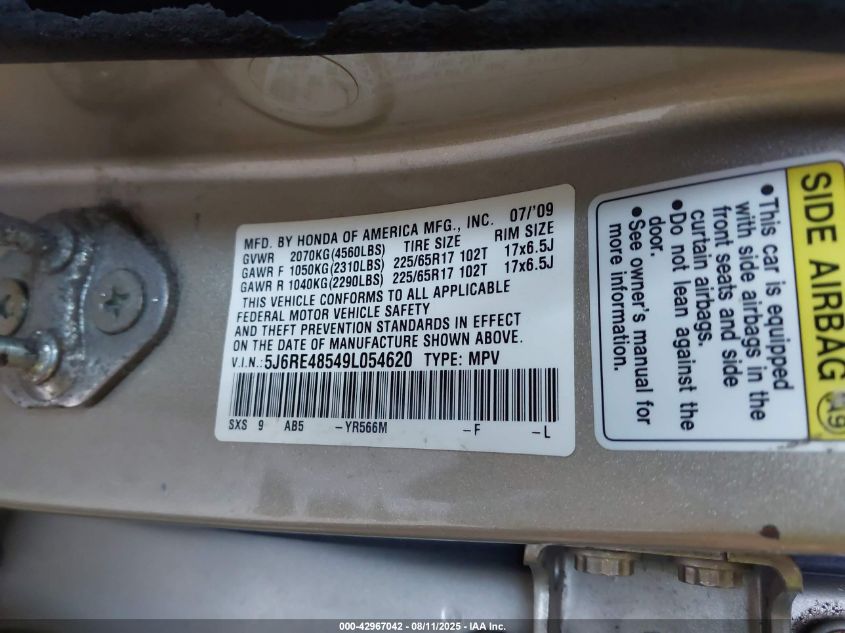 MFD. BY HONDA OF AMERICA MFG., INC. 07/'09
GVWR 2070KG(4560LBS) TIRE SIZE RIM SIZE
GAWR F 1050KG(2310LBS) 225/65R17 102T 17x6.5J
GAWR R 1040KG(2290LBS) 225/65R17 102T 17x6.5J
THIS VEHICLE CONFORMS TO ALL APPLICABLE
FEDERAL MOTOR VEHICLE SAFETY
AND THEFT PREVENTION STANDARDS IN EFFECT
ON THE DATE OF MANUFACTURE SHOWN ABOVE.
V.I.N.: 5J6RE48549L054620 TYPE: MPV
SXS 9 AB5 -YR566M -F -L
SIDE AIRBAG
•This car is equipped
with side airbags in the
front seats and side
curtain airbags.
•Do not lean against the
door.
•See owner's manual for
more information.
000-42967042 - 08/11/2025 - IAA Inc.